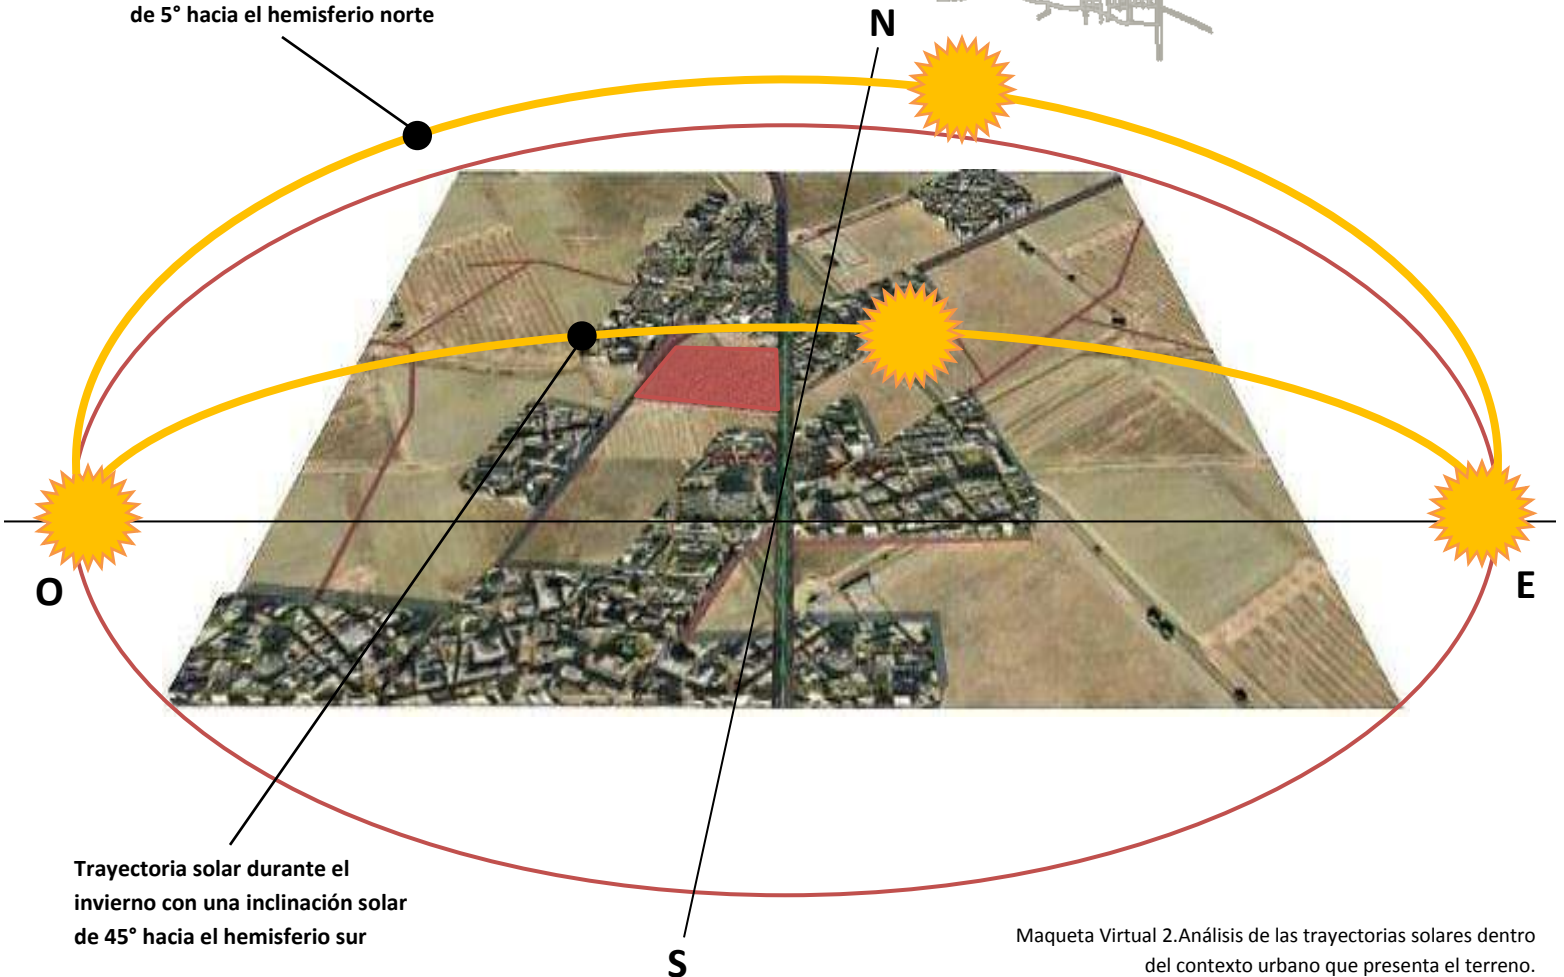 de 5° hacia el hemisferio norte
N
O
E
Trayectoria solar durante el
invierno con una inclinación solar
de 45° hacia el hemisferio sur
S
Maqueta Virtual 2.Análisis de las trayectorias solares dentro
del contexto urbano que presenta el terreno.